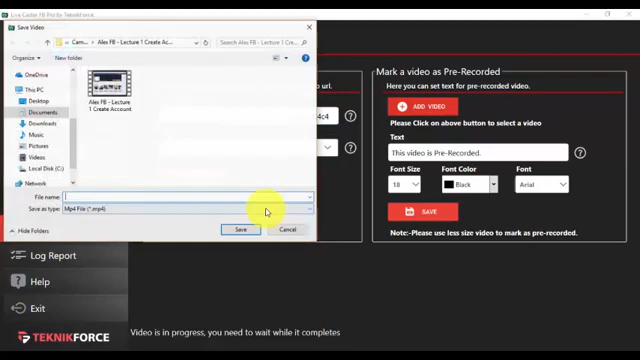 Live Caster FB Pro by Teknikforce
Save Video
Cam...
Alex FB - Lecture 1 Create Ac...
Search Alex FB - Lecture 1 Cre...
Organize
New folder
OneDrive
This PC
Desktop
Documents
Downloads
Music
Pictures
Videos
Local Disk (C:)
Network
Alex FB - Lecture
1 Create Account
File name:
Save as type: Mp4 File (*.mp4)
Hide Folders
Save
Cancel
o url.
4c4
Mark a video as Pre-Recorded
Here you can set text for pre-recorded video.
ADD VIDEO
Please Click on above button to select a video
Text
This video is Pre-Recorded.
Font Size
Font Color
Font
18
Black
Arial
SAVE
Note:-Please use less size video to mark as pre-recorded.
Log Report
Help
Exit
TEKNIKFORCE
Video is in progress, you need to wait while it completes